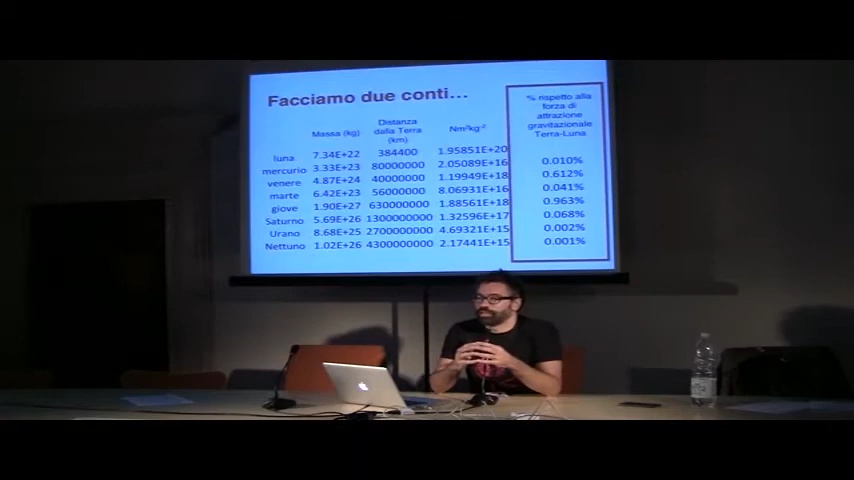 Facciamo due conti...
% rispetto alla
forza di
attrazione
gravitazionale
Terra-Luna
Massa (kg) Distanza dalla Terra (km) Nm²kg⁻²
luna 7.34E+22 384400 1.95851E+20
mercurio 3.33E+23 80000000 2.05089E+16 0.010%
venere 4.87E+24 40000000 1.19949E+18 0.612%
marte 6.42E+23 56000000 8.06931E+16 0.041%
giove 1.90E+27 630000000 1.88561E+18 0.963%
Saturno 5.69E+26 1300000000 1.32596E+17 0.068%
Urano 8.68E+25 2700000000 4.69321E+15 0.002%
Nettuno 1.02E+26 4300000000 2.17441E+15 0.001%